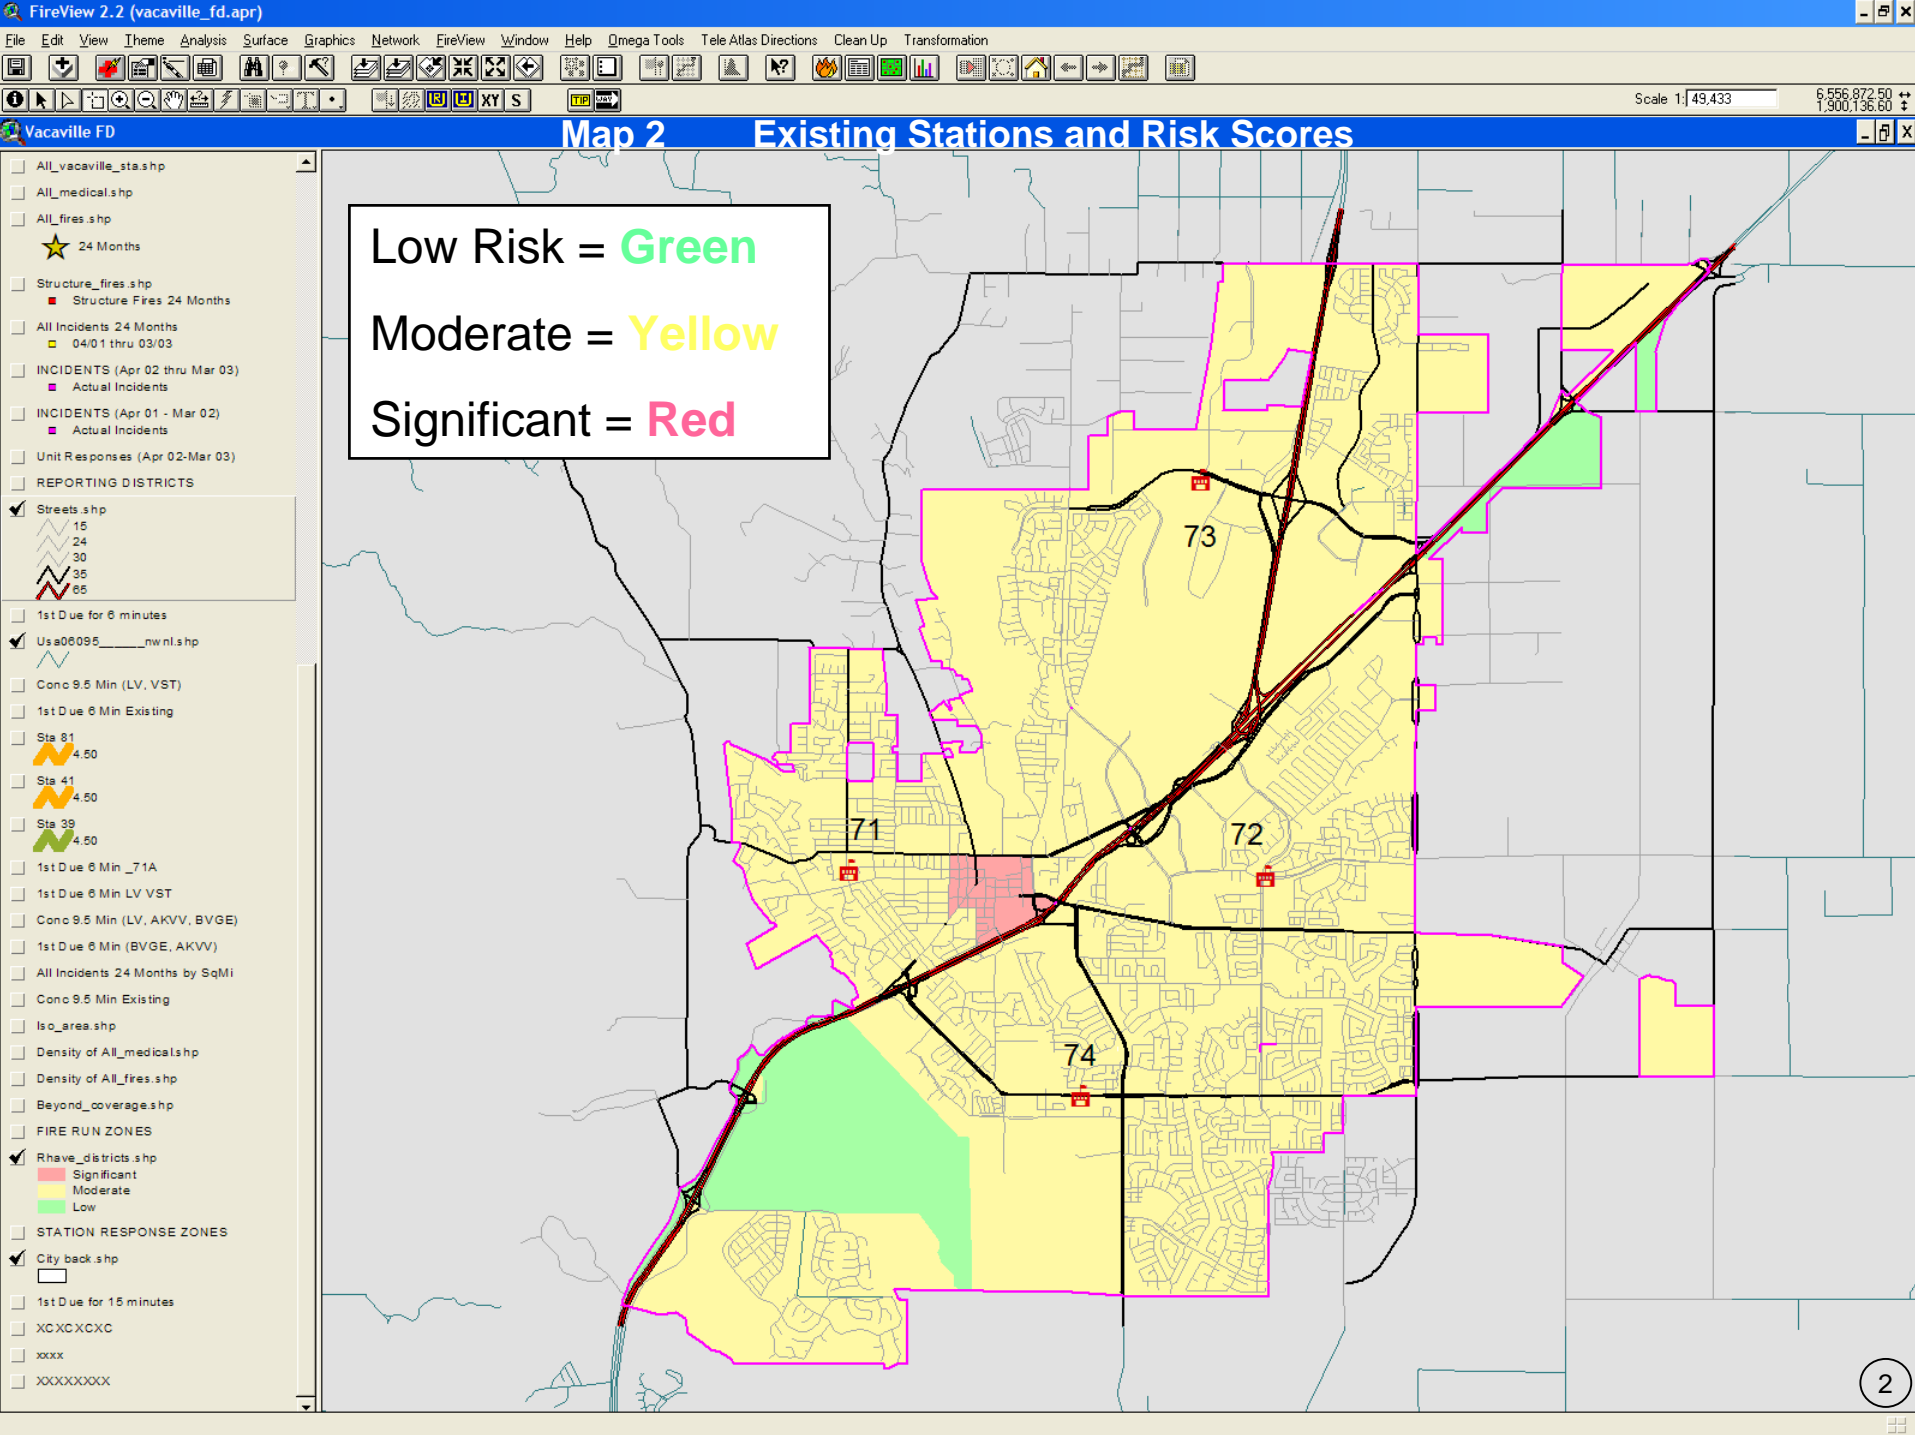 FireView 2.2 (vacaville_fd.apr)
File Edit View Theme Analysis Surface Graphics Network FireView Window Help Omega Tools Tele Atlas Directions Clean Up Transformation
XY S TIP WAY
Scale 1: 49,433
6,556,872.50
1,900,136.60
Vacaville FD
Map 2 Existing Stations and Risk Scores
All_vacaville_sta.shp
All_medical.shp
All_fires.shp
24 Months
Structure_fires.shp
Structure Fires 24 Months
All Incidents 24 Months
04/01 thru 03/03
INCIDENTS (Apr 02 thru Mar 03)
Actual Incidents
INCIDENTS (Apr 01 - Mar 02)
Actual Incidents
Unit Responses (Apr 02-Mar 03)
REPORTING DISTRICTS
Streets.shp
15
24
30
35
65
1st Due for 6 minutes
Usa06095______nwnl.shp
Conc 9.5 Min (LV, VST)
1st Due 6 Min Existing
Sta 81
4.50
Sta 41
4.50
Sta 39
4.50
1st Due 6 Min _71A
1st Due 6 Min LV VST
Conc 9.5 Min (LV, AKVV, BVGE)
1st Due 6 Min (BVGE, AKVV)
All Incidents 24 Months by SqMi
Conc 9.5 Min Existing
Iso_area.shp
Density of All_medical.shp
Density of All_fires.shp
Beyond_coverage.shp
FIRE RUN ZONES
Rhave_districts.shp
Significant
Moderate
Low
STATION RESPONSE ZONES
City back.shp
1st Due for 15 minutes
XCXCXCXC
xxxx
XXXXXXXX
Low Risk = Green
Moderate = Yellow
Significant = Red
73
71
72
74
2